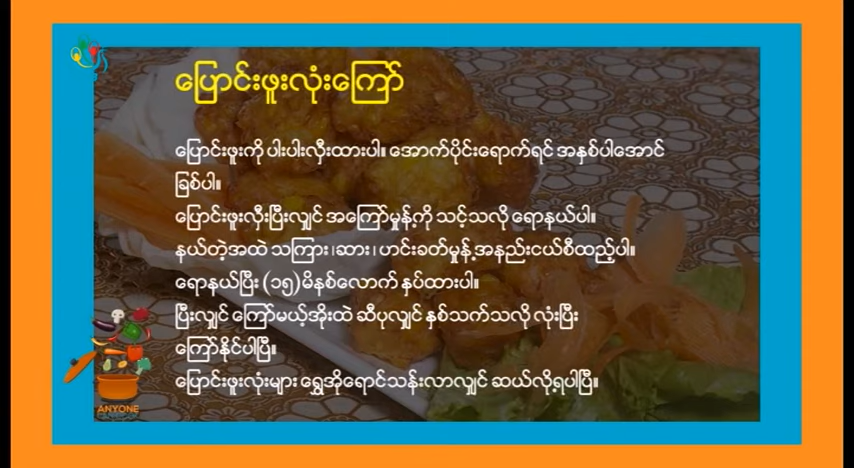 ပြောင်းဖူးလုံးကြော်
ပြောင်းဖူးကို ပါးပါးလှီးထားပါ။ အောက်ပိုင်းရောက်ရင် အနှစ်ပါအောင်
ခြစ်ပါ။
ပြောင်းဖူးလှီးပြီးလျှင် အကြော်မှုန့်ကို သင့်သလို ရောနယ်ပါ။
နယ်တဲ့အထဲ သကြား ၊ဆား ၊ ဟင်းခတ်မှုန့် အနည်းငယ်စီထည့်ပါ။
ရောနယ်ပြီး (၁၅)မိနစ်လောက် နှပ်ထားပါ။
ပြီးလျှင် ကြော်မယ့်အိုးထဲ ဆီပုလျှင် နှစ်သက်သလို လုံးပြီး
ကြော်နိုင်ပါပြီ။
ပြောင်းဖူးလုံးများ ရွှေအိုရောင်သန်းလာလျှင် ဆယ်လို့ရပါပြီ။
ANYONE